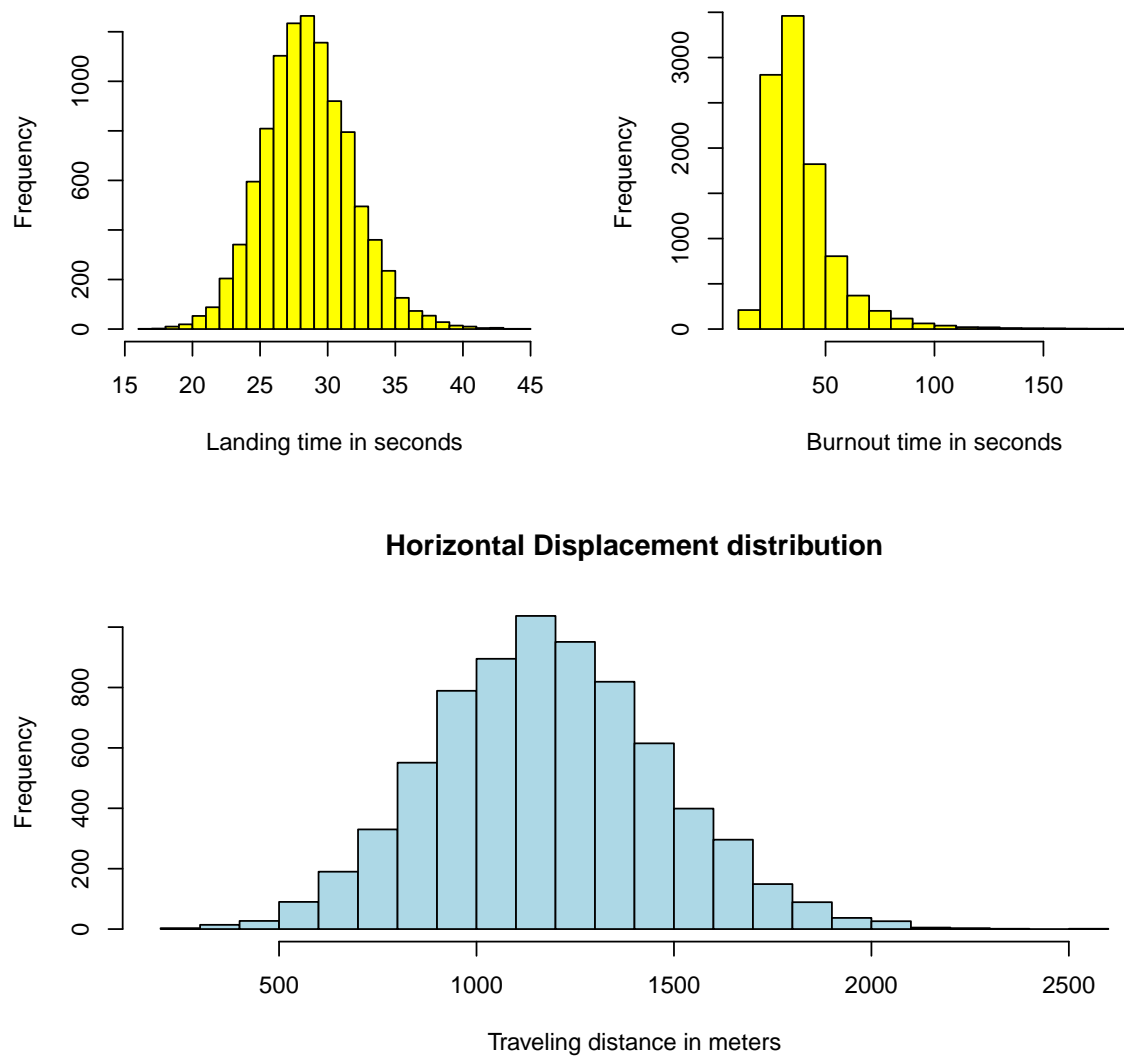 Frequency
0
200
600
1000
15 20 25 30 35 40 45
Landing time in seconds
Frequency
0
1000
2000
3000
50 100 150
Burnout time in seconds
Horizontal Displacement distribution
Frequency
0
200
400
600
800
500 1000 1500 2000 2500
Traveling distance in meters